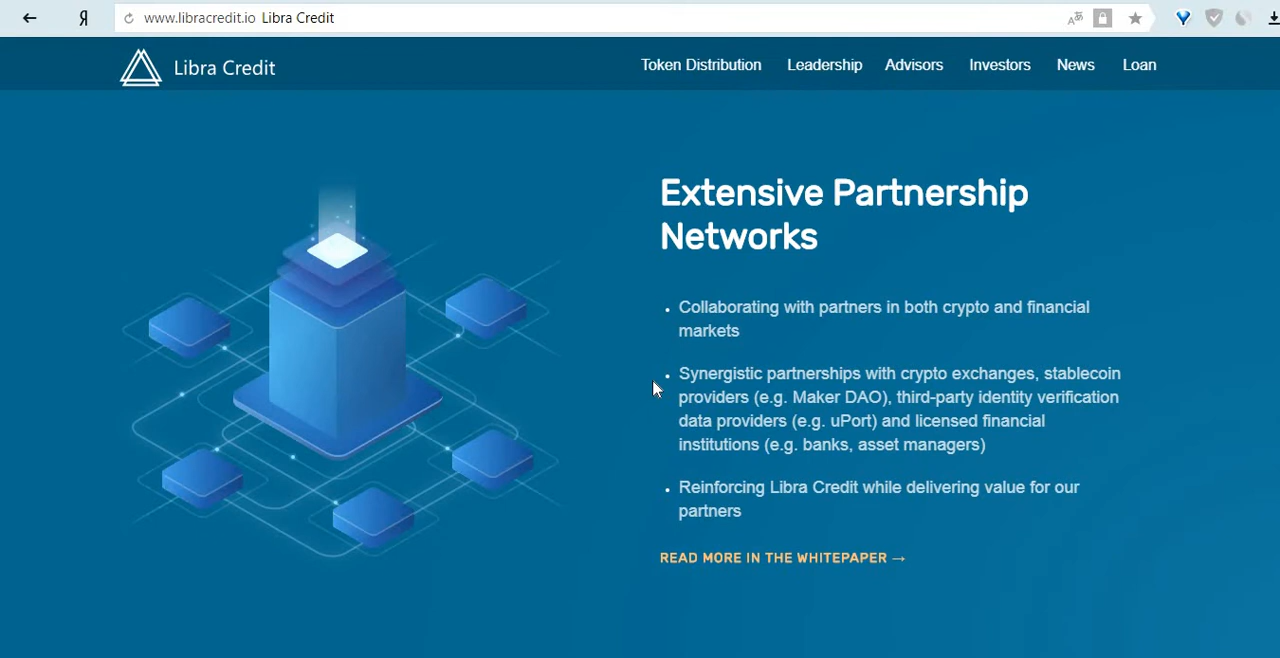 Я www.libracredit.io Libra Credit
Libra Credit Token Distribution Leadership Advisors Investors News Loan
Extensive Partnership
Networks
• Collaborating with partners in both crypto and financial
markets
• Synergistic partnerships with crypto exchanges, stablecoin
providers (e.g. Maker DAO), third-party identity verification
data providers (e.g. uPort) and licensed financial
institutions (e.g. banks, asset managers)
• Reinforcing Libra Credit while delivering value for our
partners
READ MORE IN THE WHITEPAPER →